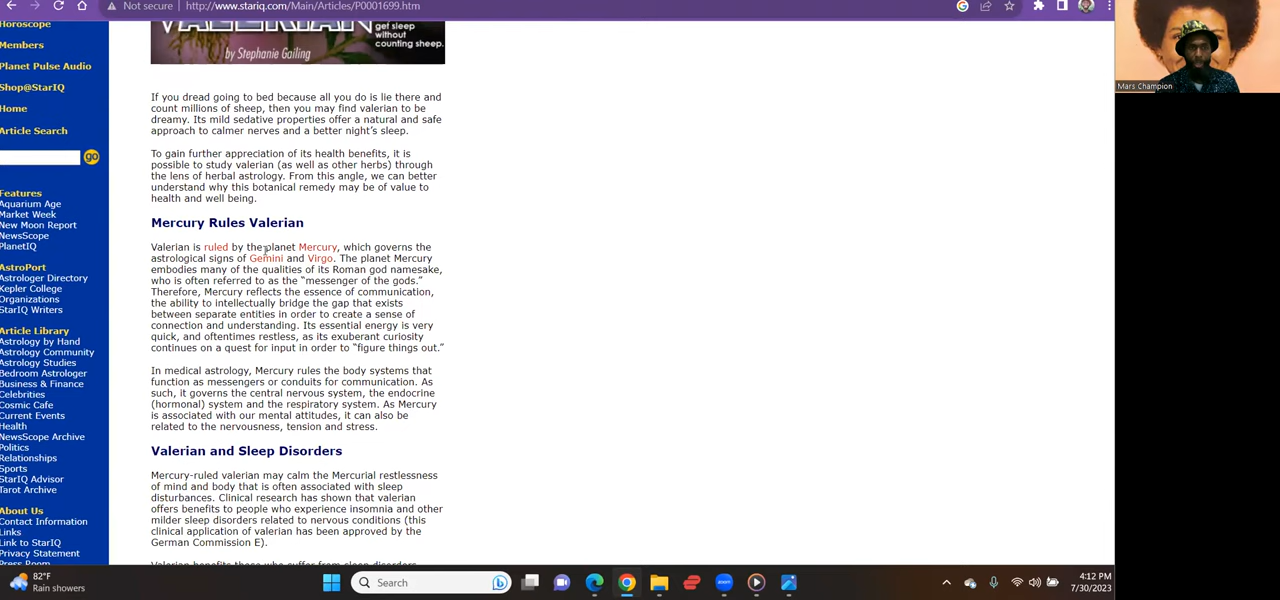 Not secure | http://www.stariq.com/Main/Articles/P0001699.htm
Horoscope
Members
Planet Pulse Audio
Shop@StarIQ
Home
Article Search
go
Features
Aquarium Age
Market Week
New Moon Report
NewsScope
PlanetIQ
AstroPort
Astrologer Directory
Kepler College
Organizations
StarIQ Writers
Article Library
Astrology by Hand
Astrology Community
Astrology Studies
Bedroom Astrologer
Business & Finance
Celebrities
Cosmic Cafe
Current Events
Health
NewsScope Archive
Politics
Relationships
Sports
StarIQ Advisor
Tarot Archive
About Us
Contact Information
Links
Link to StarIQ
Privacy Statement
Press Room
VALERIAN
get sleep
without
counting sheep.
by Stephanie Gailing
If you dread going to bed because all you do is lie there and
count millions of sheep, then you may find valerian to be
dreamy. Its mild sedative properties offer a natural and safe
approach to calmer nerves and a better night’s sleep.
To gain further appreciation of its health benefits, it is
possible to study valerian (as well as other herbs) through
the lens of herbal astrology. From this angle, we can better
understand why this botanical remedy may be of value to
health and well being.
Mercury Rules Valerian
Valerian is ruled by the planet Mercury, which governs the
astrological signs of Gemini and Virgo. The planet Mercury
embodies many of the qualities of its Roman god namesake,
who is often referred to as the “messenger of the gods.”
Therefore, Mercury reflects the essence of communication,
the ability to intellectually bridge the gap that exists
between separate entities in order to create a sense of
connection and understanding. Its essential energy is very
quick, and oftentimes restless, as its exuberant curiosity
continues on a quest for input in order to “figure things out.”
In medical astrology, Mercury rules the body systems that
function as messengers or conduits for communication. As
such, it governs the central nervous system, the endocrine
(hormonal) system and the respiratory system. As Mercury
is associated with our mental attitudes, it can also be
related to the nervousness, tension and stress.
Valerian and Sleep Disorders
Mercury-ruled valerian may calm the Mercurial restlessness
of mind and body that is often associated with sleep
disturbances. Clinical research has shown that valerian
offers benefits to people who experience insomnia and other
milder sleep disorders related to nervous conditions (this
clinical application of valerian has been approved by the
German Commission E).
Valerian benefits those who suffer from sleep disorders
Mars Champion
82°F
Rain showers
Search
zoom
4:12 PM
7/30/2023